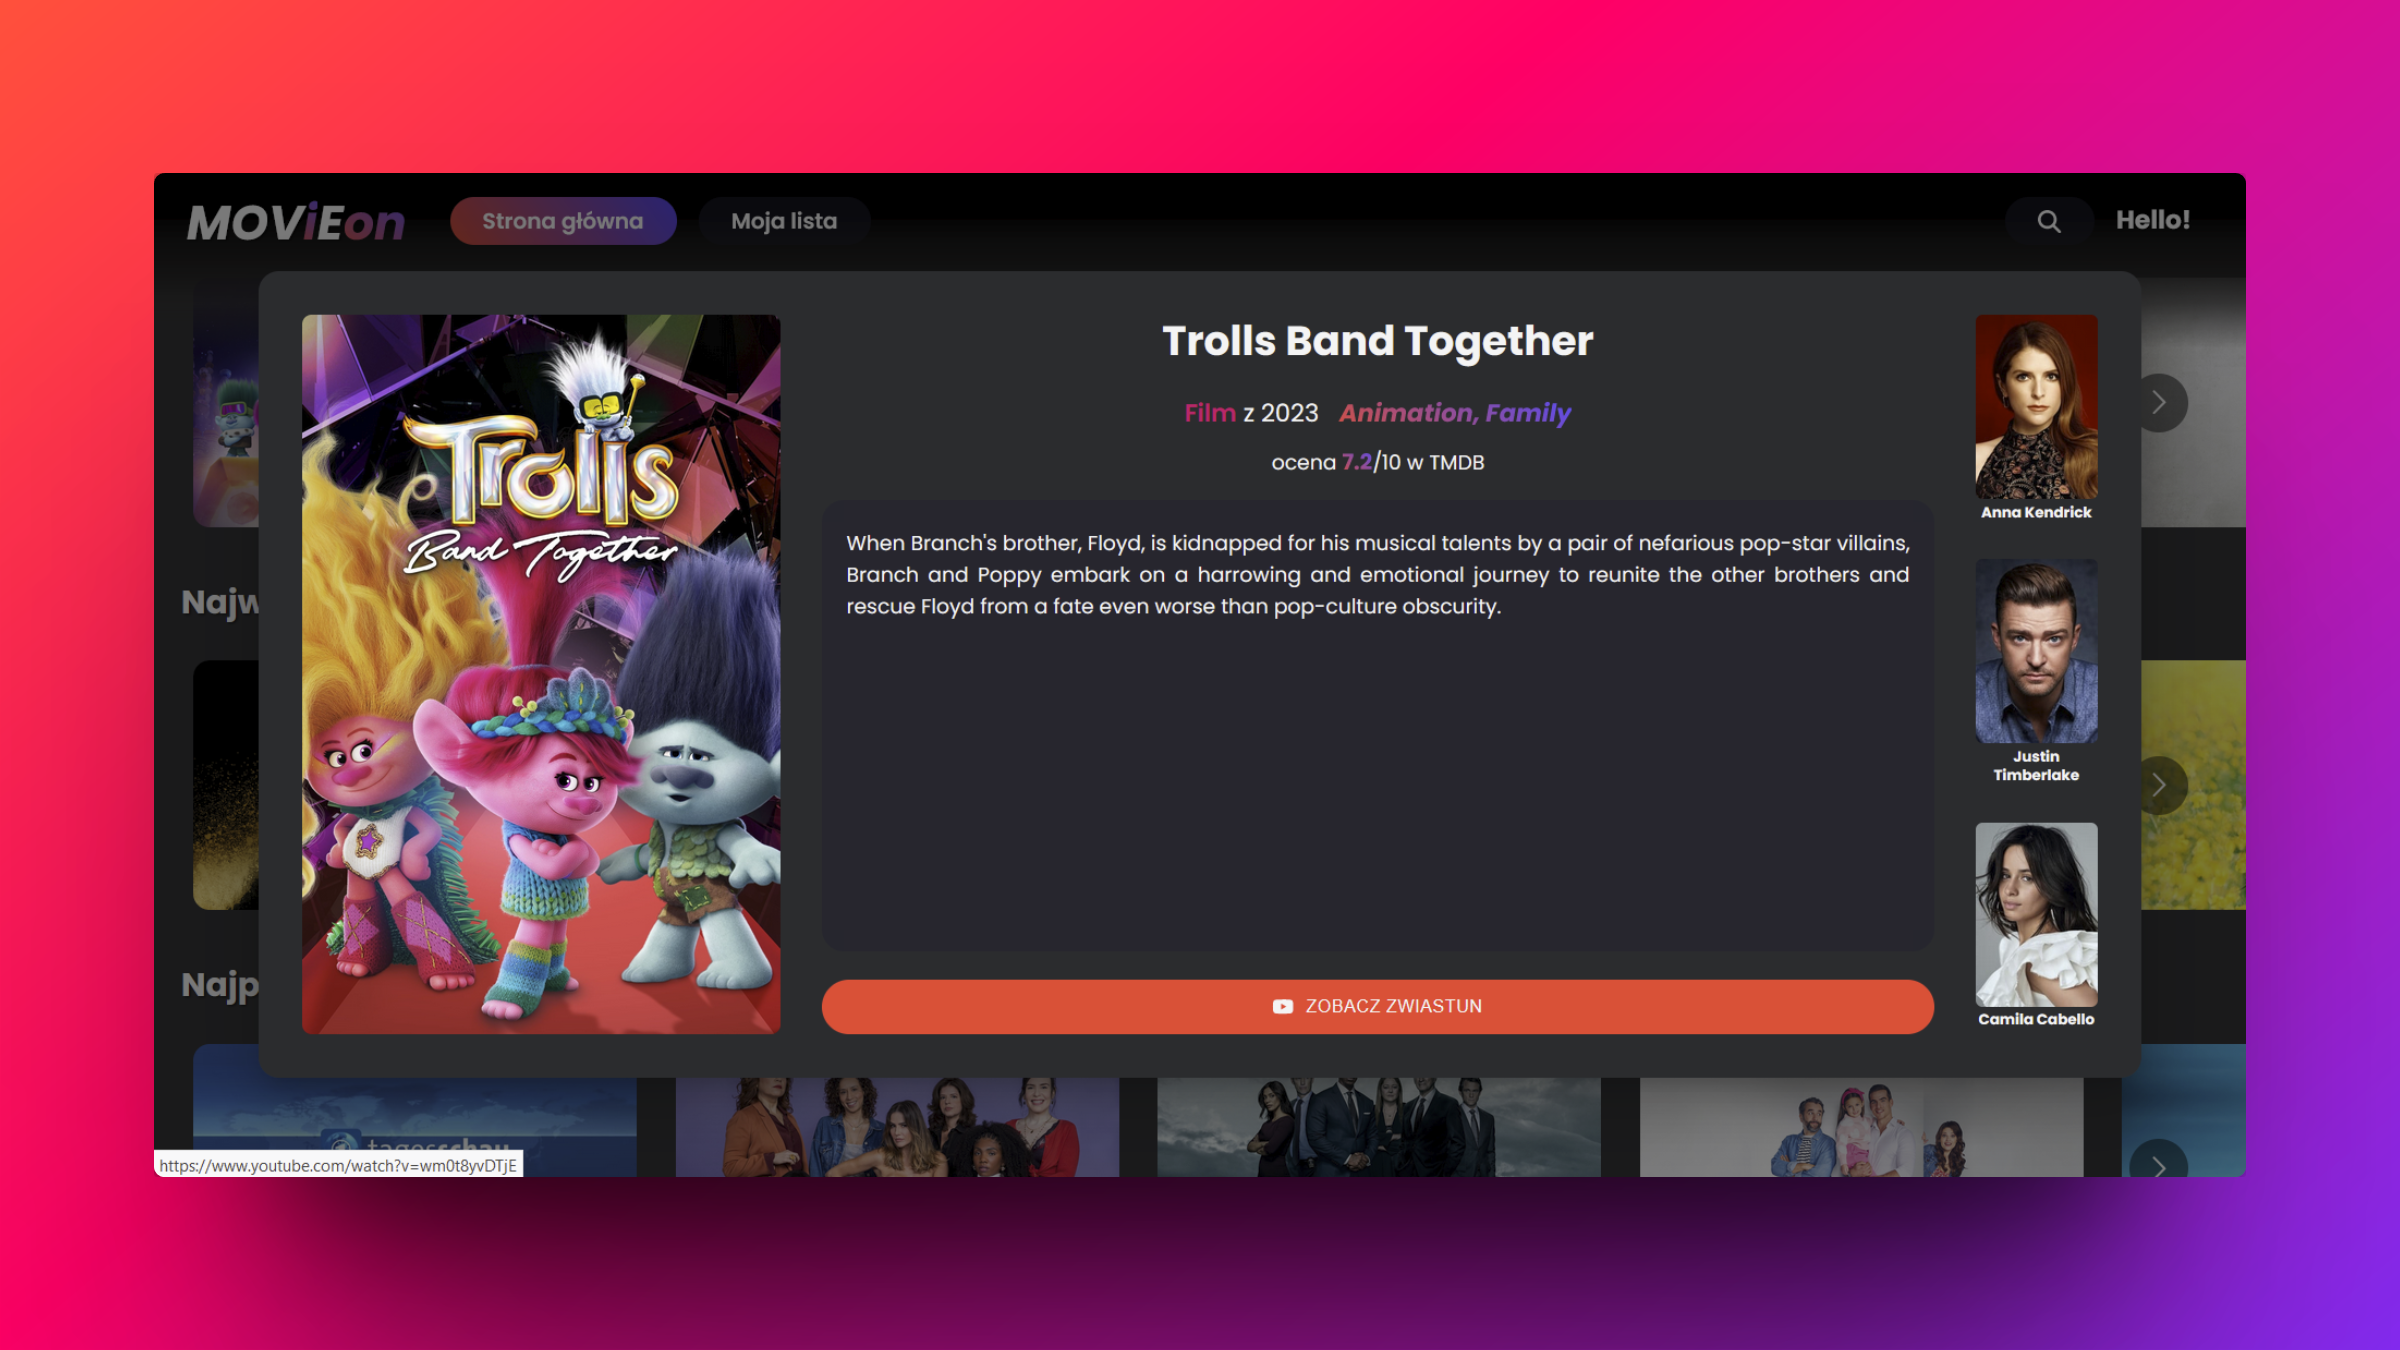 MOViEon
Strona główna
Moja lista
Hello!
Trolls
Band Together
Trolls Band Together
Film z 2023 Animation, Family
ocena 7.2/10 w TMDB
When Branch's brother, Floyd, is kidnapped for his musical talents by a pair of nefarious pop-star villains,
Branch and Poppy embark on a harrowing and emotional journey to reunite the other brothers and
rescue Floyd from a fate even worse than pop-culture obscurity.
ZOBACZ ZWIASTUN
Anna Kendrick
Justin
Timberlake
Camila Cabello
Najw
Najp
tagesschau
https://www.youtube.com/watch?v=wm0t8yvDTjE